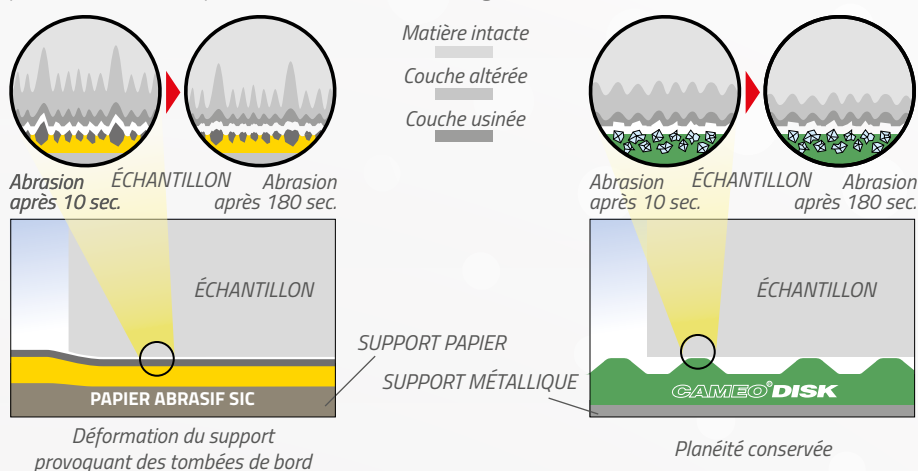 Matière intacte
Couche altérée
Couche usinée
Abrasion après 10 sec.
ÉCHANTILLON
Abrasion après 180 sec.
ÉCHANTILLON
PAPIER ABRASIF SIC
Déformation du support
provoquant des tombées de bord
SUPPORT PAPIER
SUPPORT MÉTALLIQUE
Abrasion après 10 sec.
ÉCHANTILLON
Abrasion après 180 sec.
ÉCHANTILLON
CAMEO® DISK
Planéité conservée